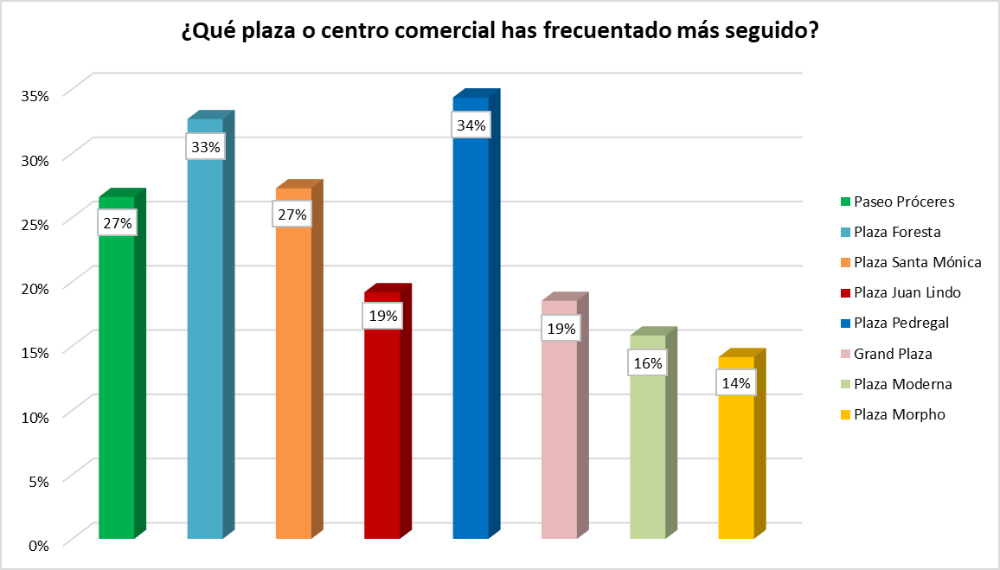 ¿Qué plaza o centro comercial has frecuentado más seguido?
35%
30%
25%
20%
15%
10%
5%
0%
27%
33%
27%
19%
34%
19%
16%
14%
Paseo Próceres
Plaza Foresta
Plaza Santa Mónica
Plaza Juan Lindo
Plaza Pedregal
Grand Plaza
Plaza Moderna
Plaza Morpho